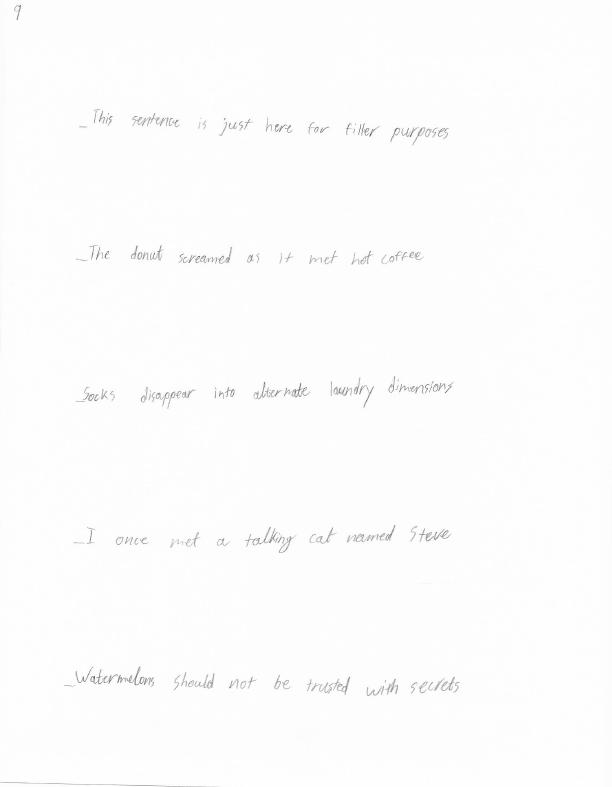 9
_This sentence is just here for filler purposes
_The donut screamed as it met hot coffee
_Socks disappear into alternate laundry dimensions
_I once met a talking cat named Steve
_Watermelons should not be trusted with secrets